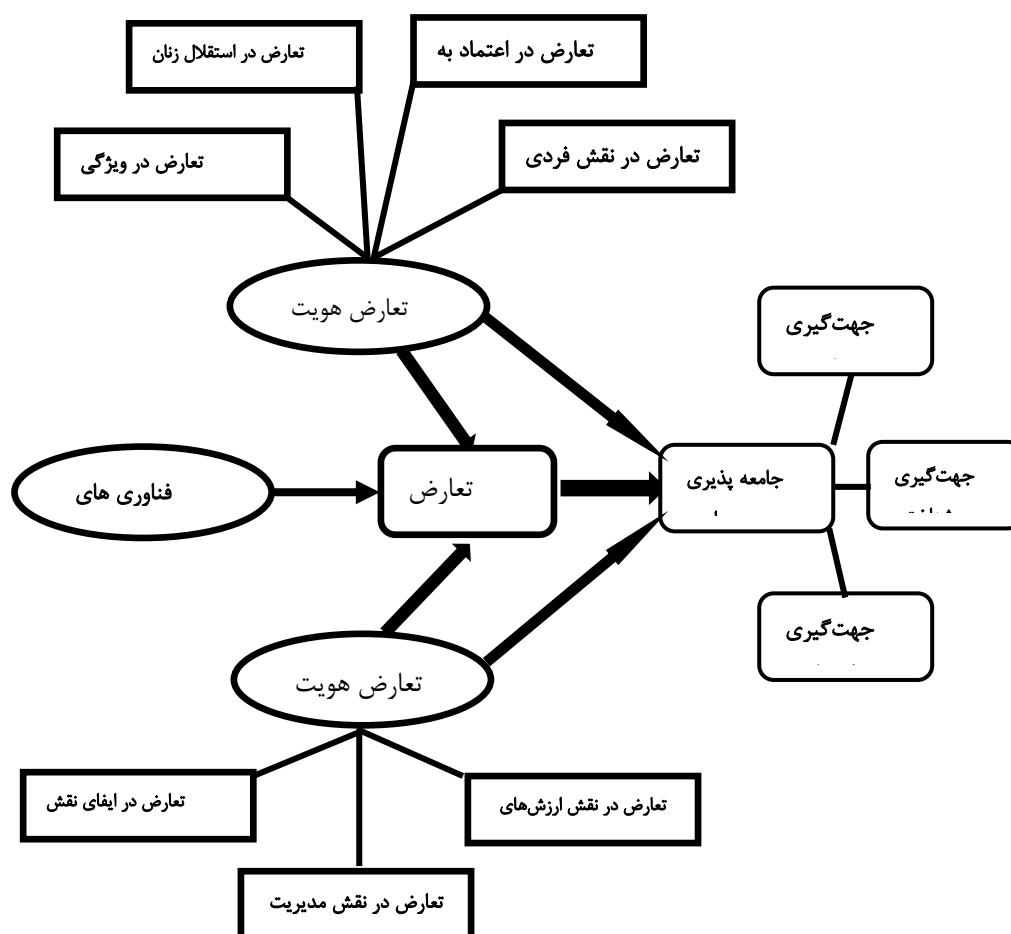 تعارض در اعتماد به
تعارض در استقلال زنان
تعارض در نقش فردی
تعارض در ویژگی
تعارض هویت
جهت‌گیری
جامعه پذیری
جهت‌گیری
تعارض
فناوری های
جهت‌گیری
تعارض هویت
تعارض در نقش ارزش‌های
تعارض در ایفای نقش
تعارض در نقش مدیریت